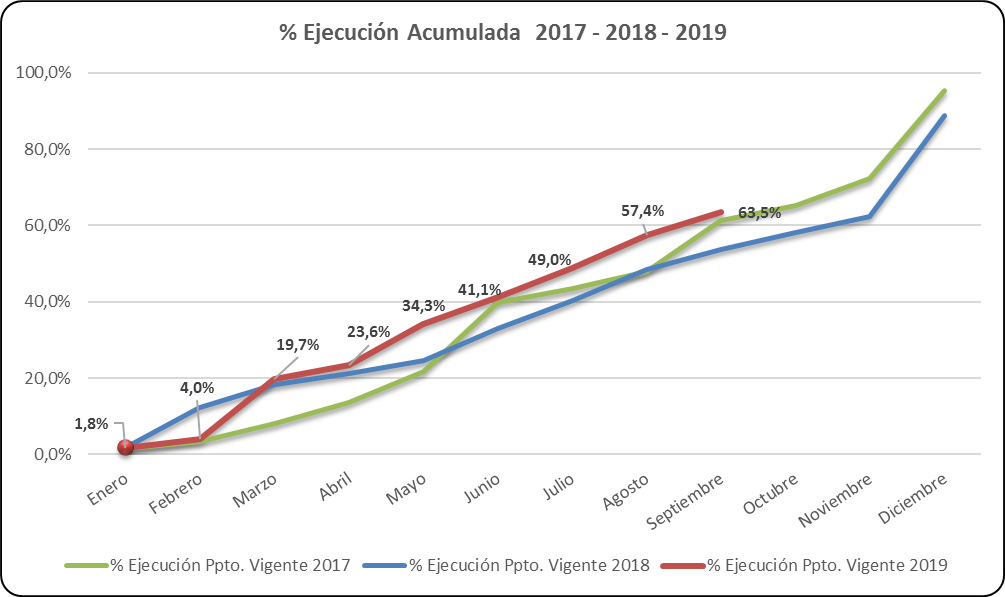 % Ejecución Acumulada 2017 - 2018 - 2019
100,0%
80,0%
60,0%
40,0%
20,0%
0,0%
1,8%
4,0%
19,7%
23,6%
34,3%
41,1%
49,0%
57,4%
63,5%
Enero
Febrero
Marzo
Abril
Mayo
Junio
Julio
Agosto
Septiembre
Octubre
Noviembre
Diciembre
% Ejecución Ppto. Vigente 2017
% Ejecución Ppto. Vigente 2018
% Ejecución Ppto. Vigente 2019